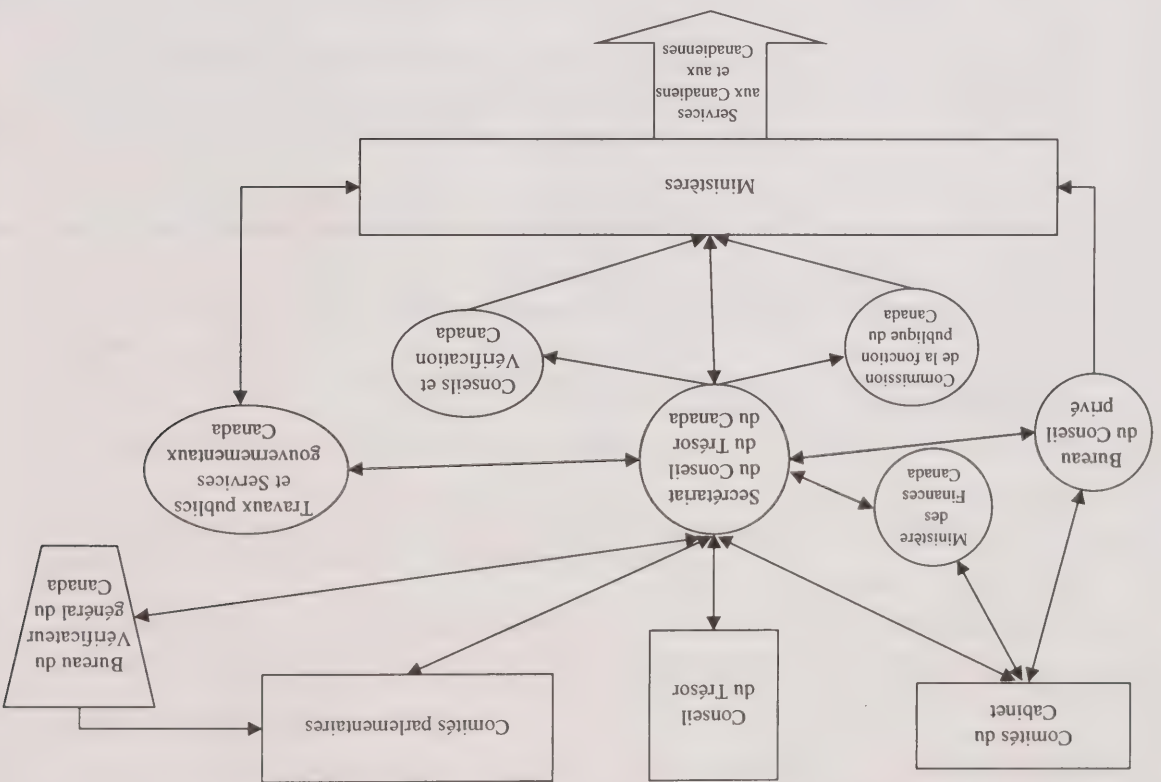 Comités du
Cabinet
Conseil
du Trésor
Comités parlementaires
Bureau du
Vérificateur
général du
Canada
Ministère
des
Finances
Canada
Bureau
du Conseil
privé
Secrétariat
du Conseil
du Trésor
du Canada
Travaux publics
et Services
gouvernementaux
Canada
Commission
de la fonction
publique du
Canada
Conseils et
Vérification
Canada
Ministères
Services
aux Canadiens
et aux
Canadiennes